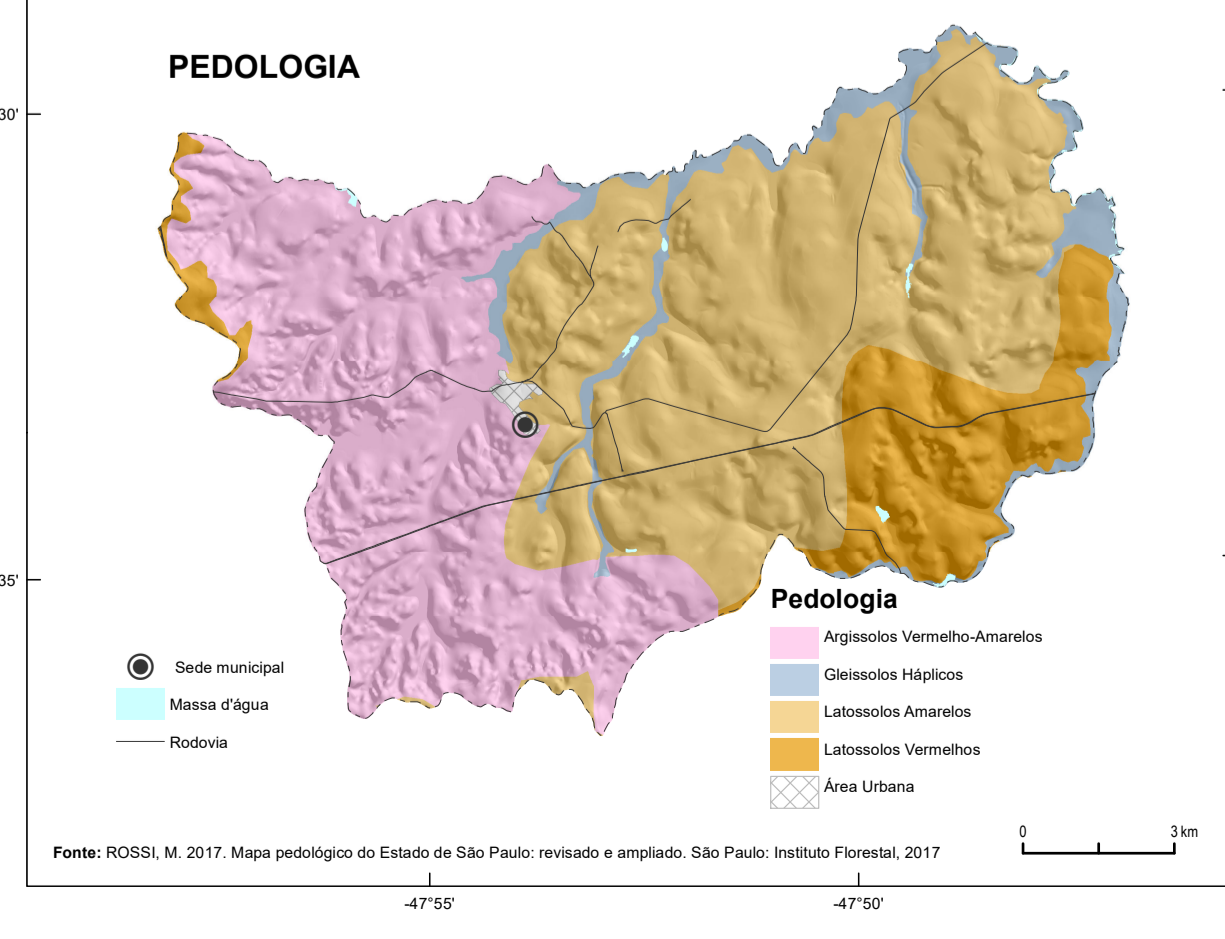 PEDOLOGIA
30'
35'
Pedologia
Argissolos Vermelho-Amarelos
Gleissolos Háplicos
Latossolos Amarelos
Latossolos Vermelhos
Área Urbana
Sede municipal
Massa d'água
Rodovia
0 3 km
Fonte: ROSSI, M. 2017. Mapa pedológico do Estado de São Paulo: revisado e ampliado. São Paulo: Instituto Florestal, 2017
-47°55' -47°50'